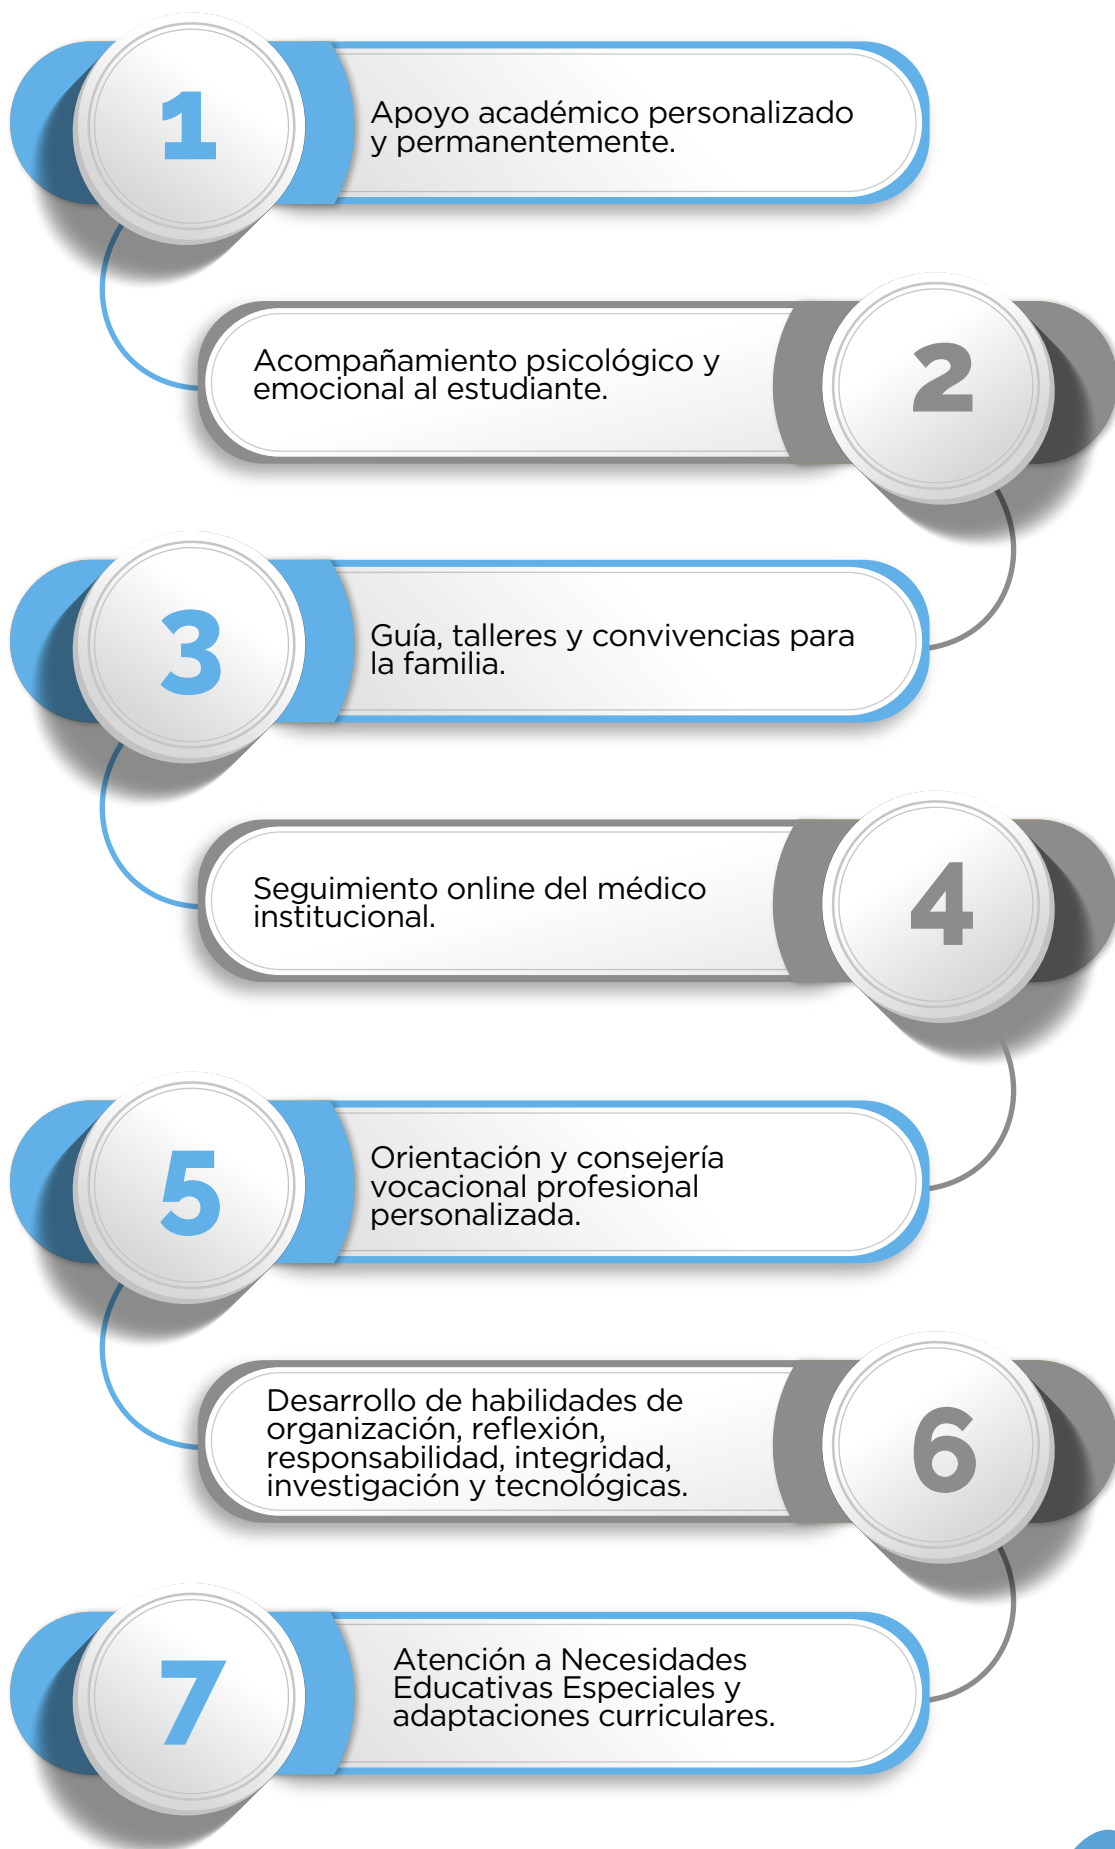 1
Apoyo académico personalizado
y permanentemente.
2
Acompañamiento psicológico y
emocional al estudiante.
3
Guía, talleres y convivencias para
la familia.
4
Seguimiento online del médico
institucional.
5
Orientación y consejería
vocacional profesional
personalizada.
6
Desarrollo de habilidades de
organización, reflexión,
responsabilidad, integridad,
investigación y tecnológicas.
7
Atención a Necesidades
Educativas Especiales y
adaptaciones curriculares.